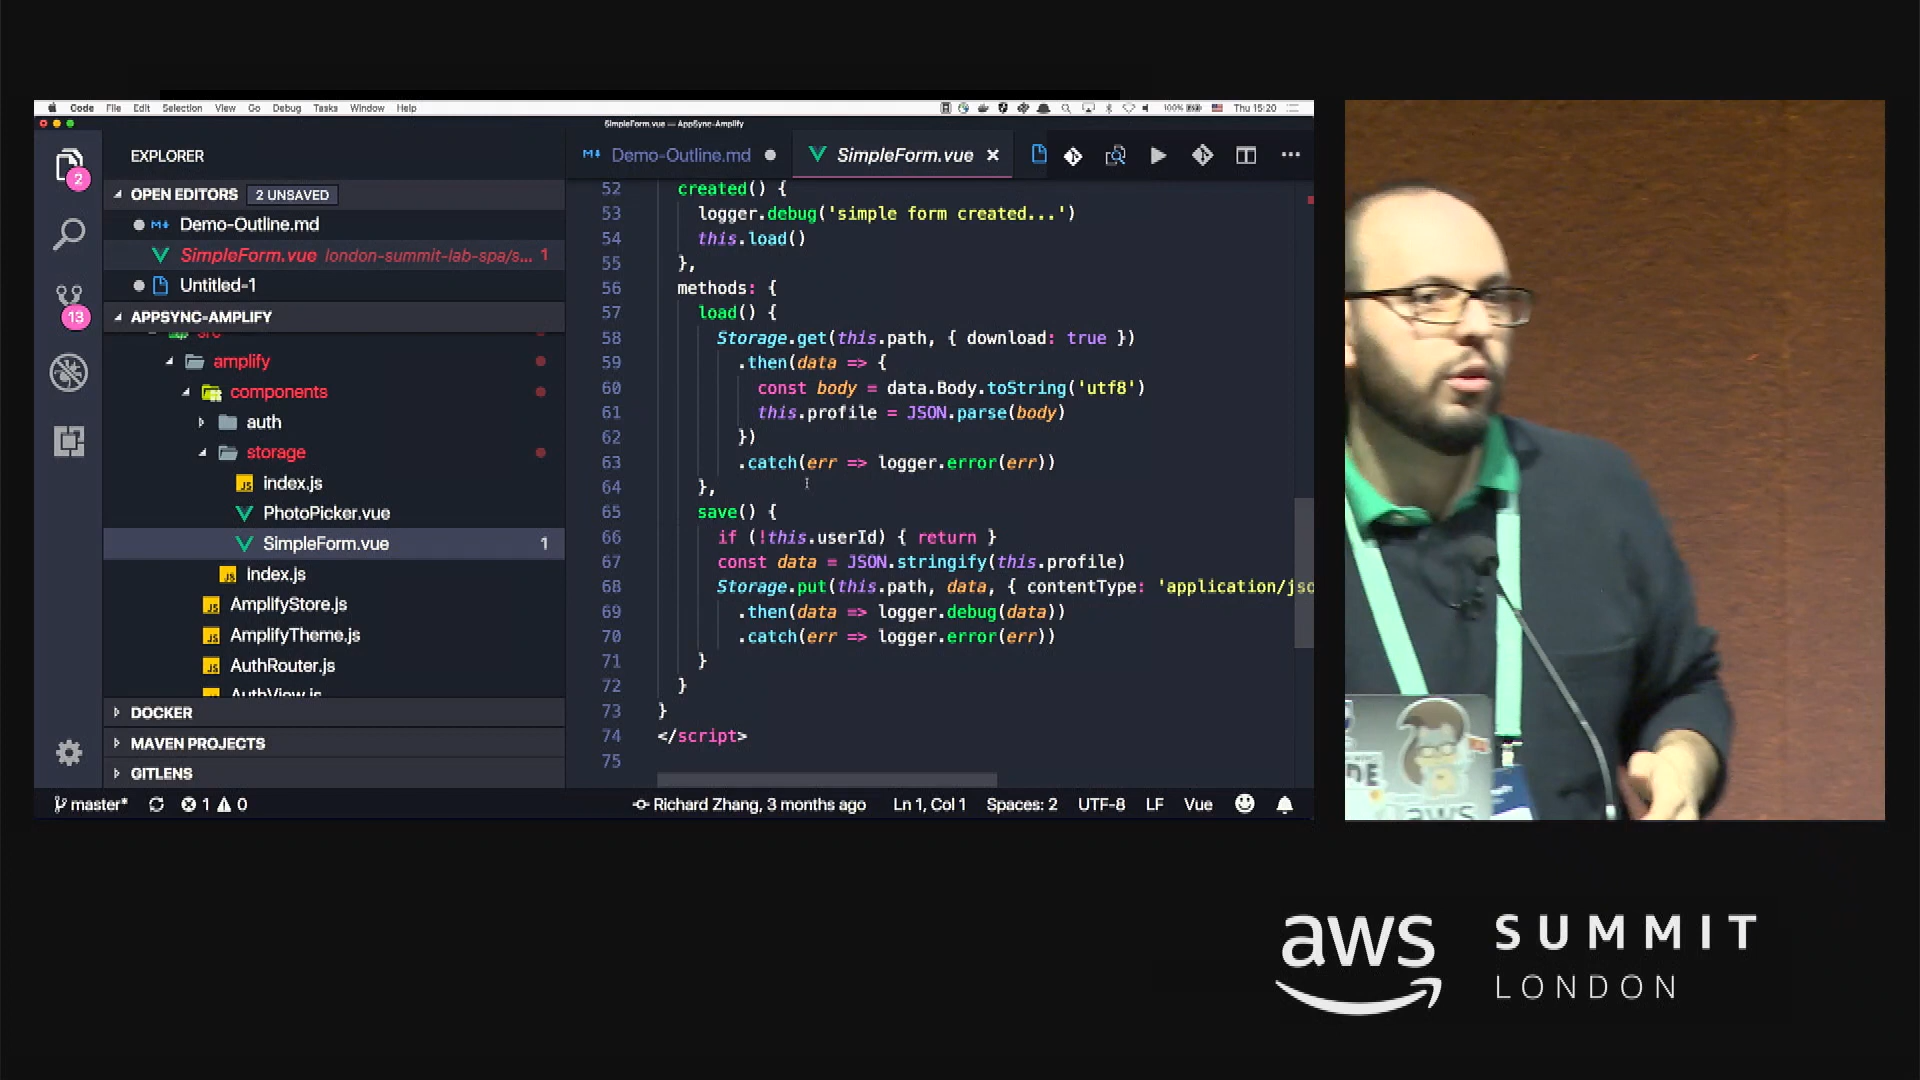 Code File Edit Selection View Go Debug Tasks Window Help
100% Thu 15:20
SimpleForm.vue — AppSync-Amplify
EXPLORER
OPEN EDITORS 2 UNSAVED
Demo-Outline.md
SimpleForm.vue london-summit-lab-spa/s... 1
Untitled-1
APPSYNC-AMPLIFY
src
amplify
components
auth
storage
index.js
PhotoPicker.vue
SimpleForm.vue 1
index.js
AmplifyStore.js
AmplifyTheme.js
AuthRouter.js
AuthView.js
DOCKER
MAVEN PROJECTS
GITLENS
2
13
Demo-Outline.md
SimpleForm.vue
52 created() {
53 logger.debug('simple form created...')
54 this.load()
55 },
56 methods: {
57 load() {
58 Storage.get(this.path, { download: true })
59 .then(data => {
60 const body = data.Body.toString('utf8')
61 this.profile = JSON.parse(body)
62 })
63 .catch(err => logger.error(err))
64 },
65 save() {
66 if (!this.userId) { return }
67 const data = JSON.stringify(this.profile)
68 Storage.put(this.path, data, { contentType: 'application/jso
69 .then(data => logger.debug(data))
70 .catch(err => logger.error(err))
71 }
72 }
73 }
74 </script>
75
master* 1 0 Richard Zhang, 3 months ago Ln 1, Col 1 Spaces: 2 UTF-8 LF Vue
DE
aws
aws
SUMMIT
LONDON